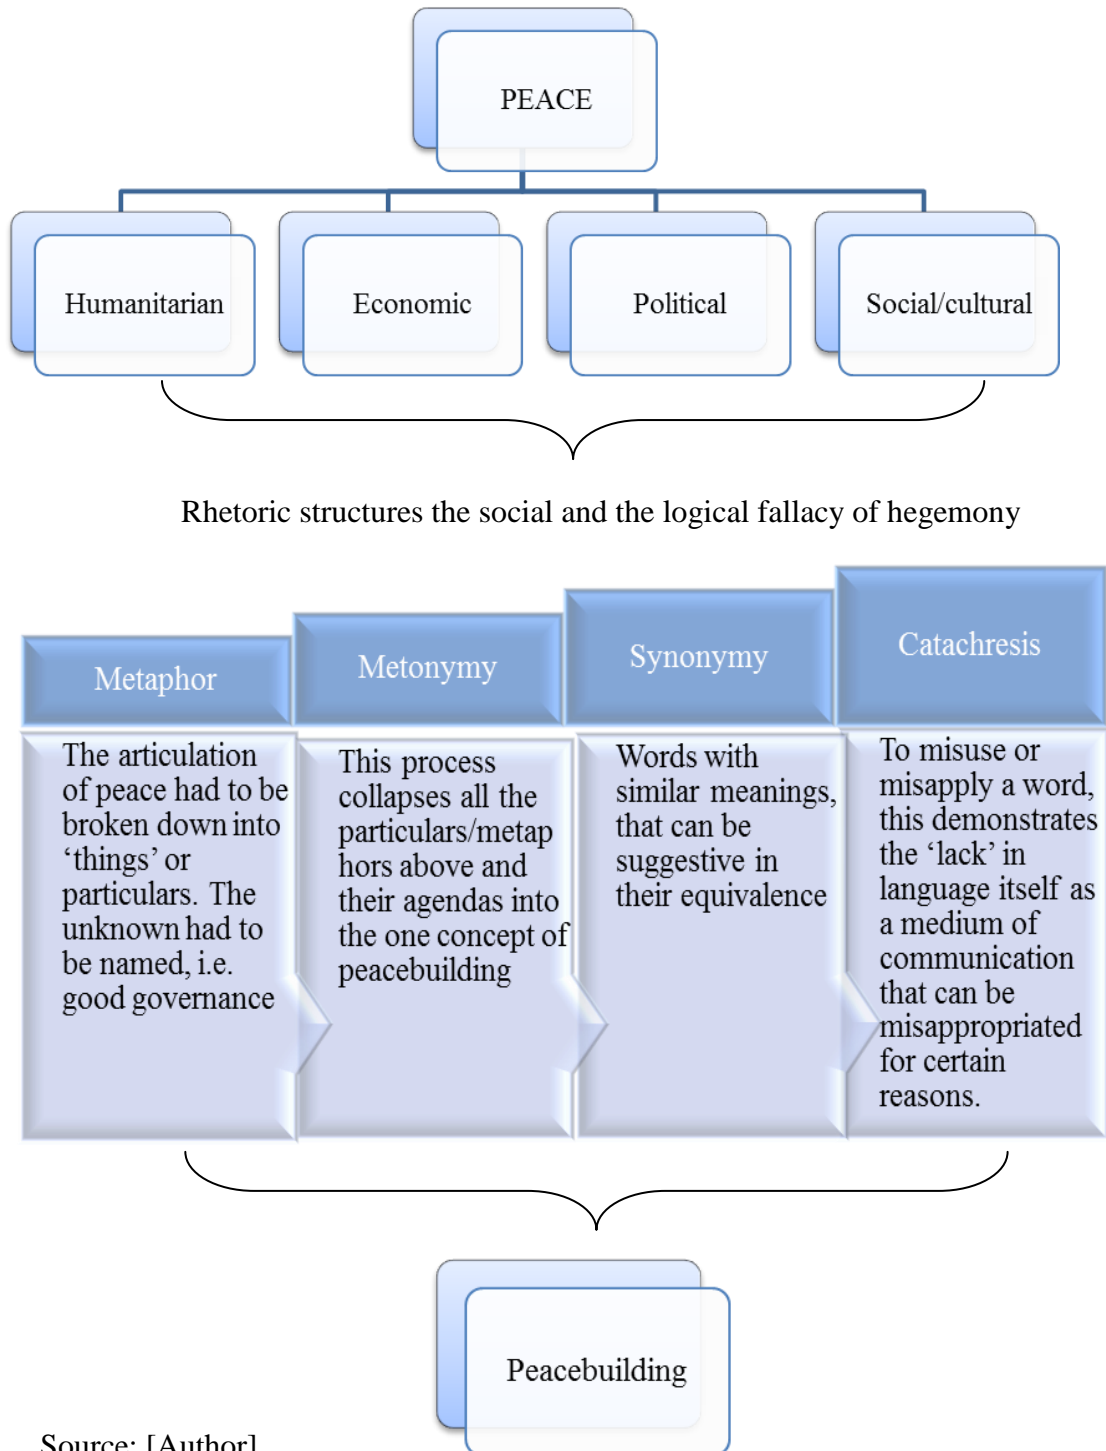 PEACE
Humanitarian
Economic
Political
Social/cultural
Rhetoric structures the social and the logical fallacy of hegemony
Metaphor
The articulation
of peace had to be
broken down into
‘things’ or
particulars. The
unknown had to
be named, i.e.
good governance
Metonymy
This process
collapses all the
particulars/metap
hors above and
their agendas into
the one concept of
peacebuilding
Synonymy
Words with
similar meanings,
that can be
suggestive in
their equivalence
Catachresis
To misuse or
misapply a word,
this demonstrates
the ‘lack’ in
language itself as
a medium of
communication
that can be
misappropriated
for certain
reasons.
Peacebuilding
Source: [Author]